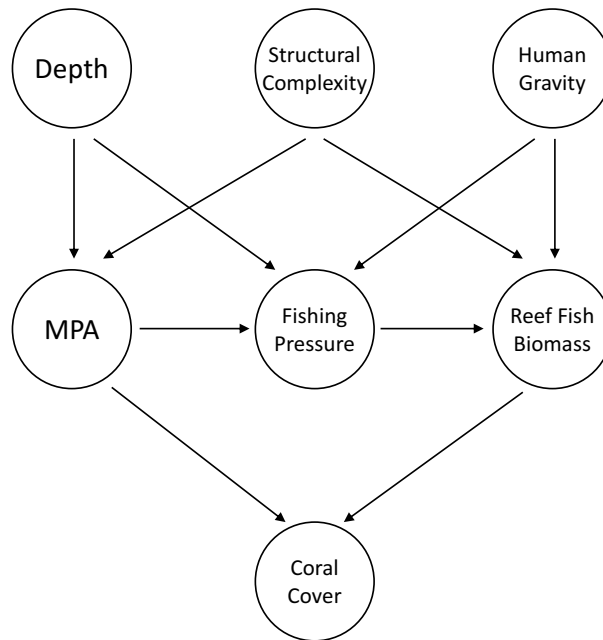 Depth
Structural
Complexity
Human
Gravity
MPA
Fishing
Pressure
Reef Fish
Biomass
Coral
Cover